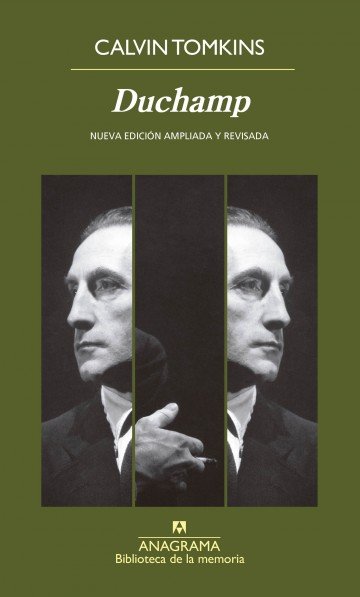 CALVIN TOMKINS
Duchamp
NUEVA EDICIÓN AMPLIADA Y REVISADA
ANAGRAMA
Biblioteca de la memoria